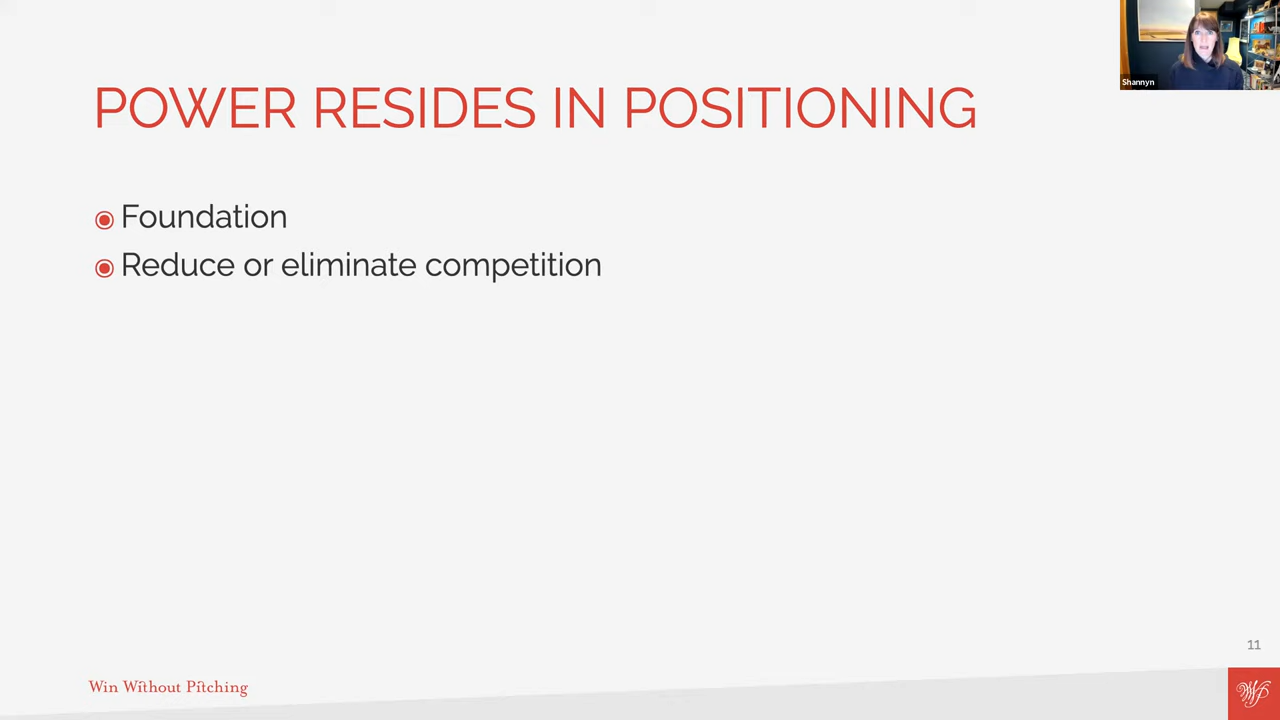 Shannyn
POWER RESIDES IN POSITIONING
Foundation
Reduce or eliminate competition
11
Win Without Pitching